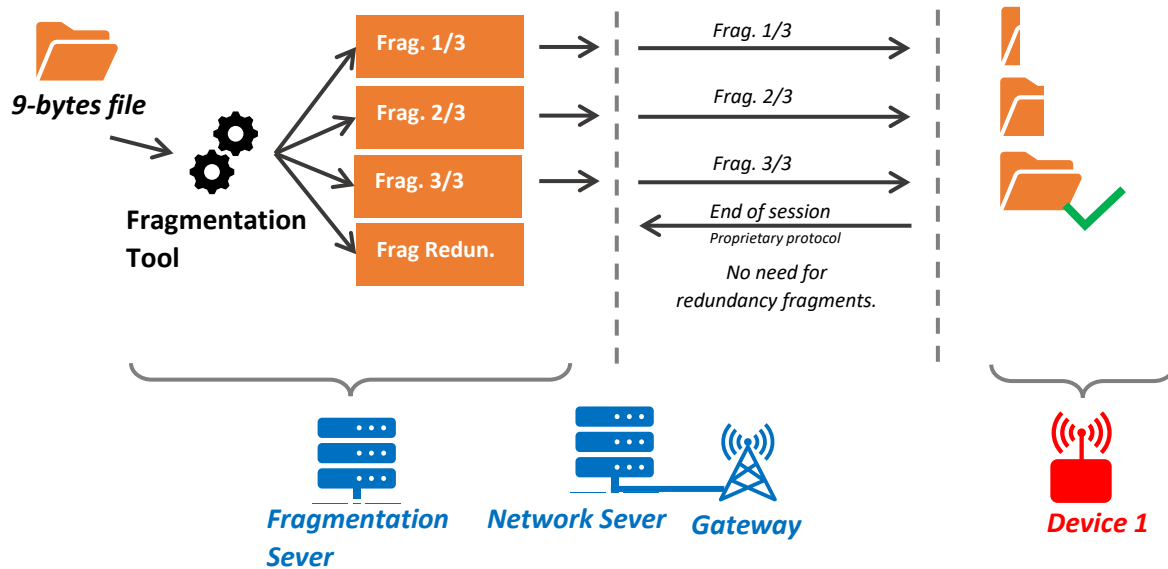 9-bytes file
Fragmentation
Tool
Frag. 1/3
Frag. 2/3
Frag. 3/3
Frag Redun.
Frag. 1/3
Frag. 2/3
Frag. 3/3
End of session
Proprietary protocol
No need for
redundancy fragments.
Fragmentation
Sever
Network Sever
Gateway
Device 1